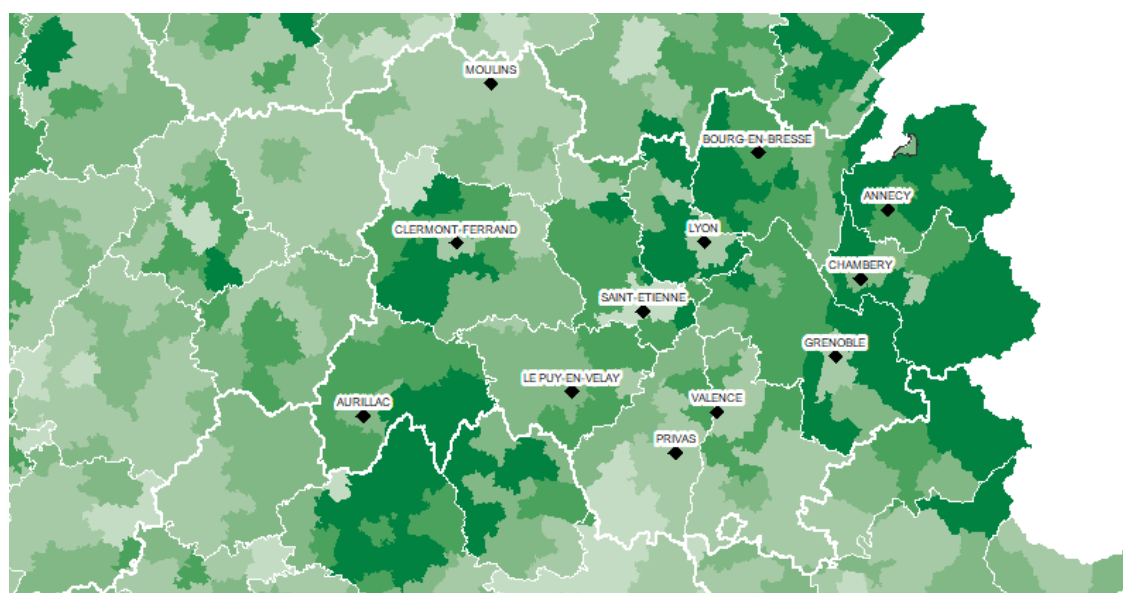 MOULINS
BOURG-EN-BRESSE
ANNECY
CLERMONT-FERRAND
LYON
CHAMBERY
SAINT-ETIENNE
GRENOBLE
LE PUY-EN-VELAY
AURILLAC
VALENCE
PRIVAS